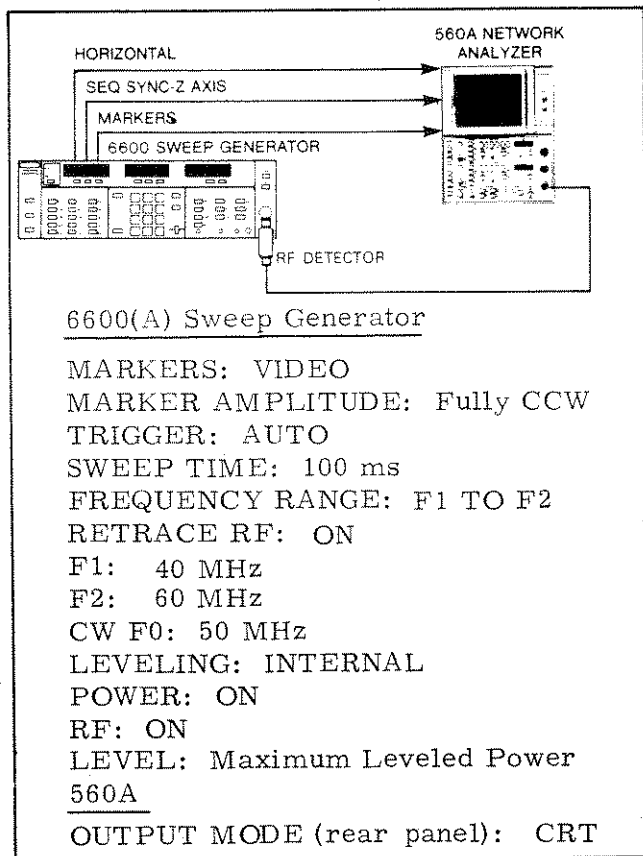 560A NETWORK
ANALYZER
HORIZONTAL
SEQ SYNC-Z AXIS
MARKERS
6600 SWEEP GENERATOR
RF DETECTOR
6600(A) Sweep Generator
MARKERS: VIDEO
MARKER AMPLITUDE: Fully CCW
TRIGGER: AUTO
SWEEP TIME: 100 ms
FREQUENCY RANGE: F1 TO F2
RETRACE RF: ON
F1: 40 MHz
F2: 60 MHz
CW F0: 50 MHz
LEVELING: INTERNAL
POWER: ON
RF: ON
LEVEL: Maximum Leveled Power
560A
OUTPUT MODE (rear panel): CRT